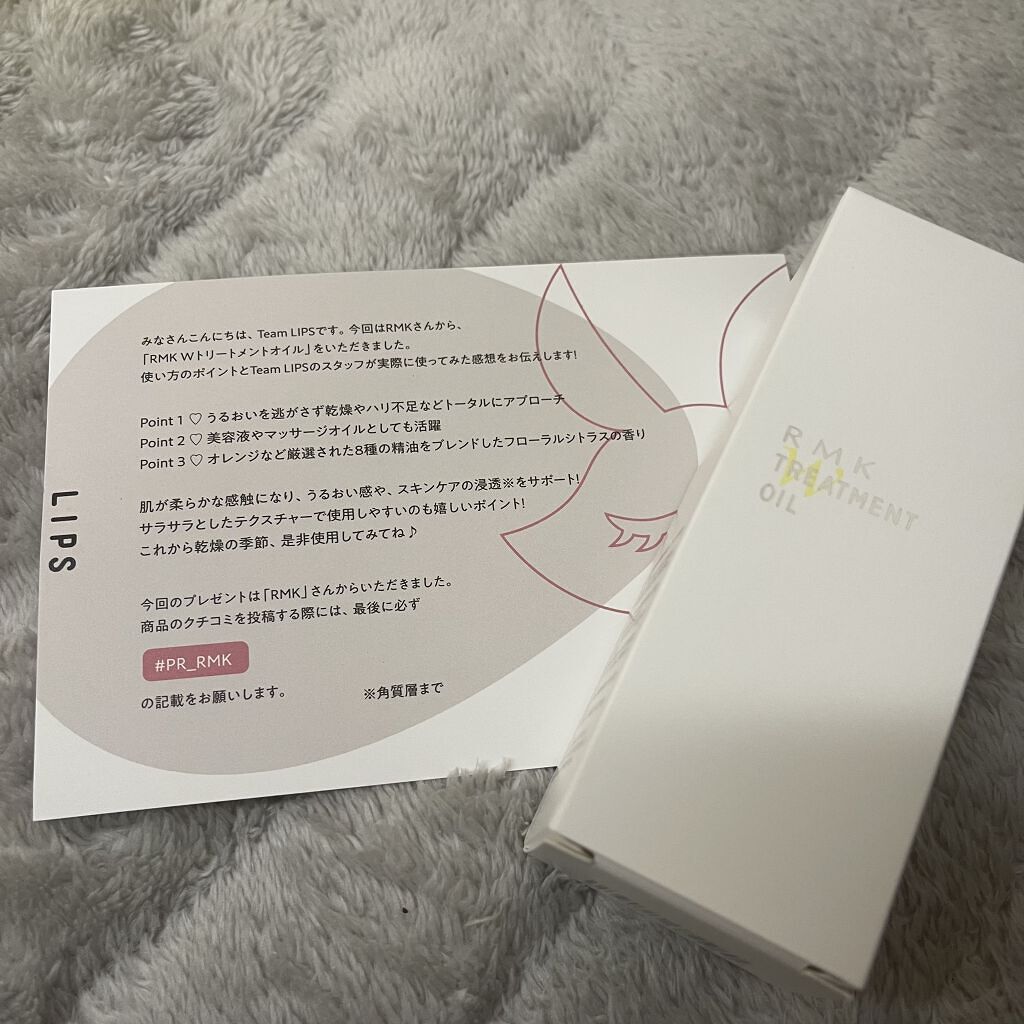 みなさんこんにちは、Team LIPSです。今回はRMKさんから、
「RMK Wトリートメントオイル」をいただきました。
使い方のポイントとTeam LIPSのスタッフが実際に使ってみた感想をお伝えします!
Point 1 ♡ うるおいを逃がさず乾燥やハリ不足などトータルにアプローチ
Point 2 ♡ 美容液やマッサージオイルとしても活躍
Point 3 ♡ オレンジなど厳選された8種の精油をブレンドしたフローラルシトラスの香り
肌が柔らかな感触になり、うるおい感や、スキンケアの浸透※をサポート!
サラサラとしたテクスチャーで使用しやすいのも嬉しいポイント!
これから乾燥の季節、是非使用してみてね♪
今回のプレゼントは「RMK」さんからいただきました。
商品のクチコミを投稿する際には、最後に必ず
#PR_RMK
の記載をお願いします。 ※角質層まで
LIPS
RMK
W
TREATMENT
OIL